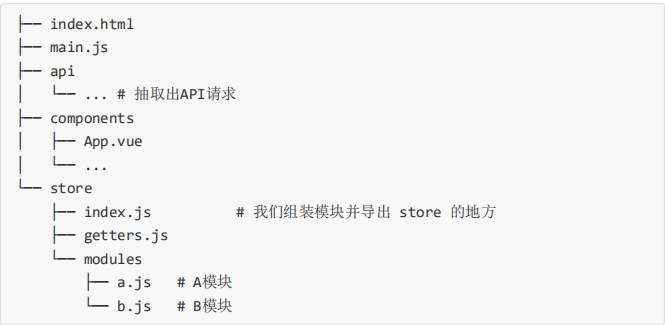 ├── index.html
├── main.js
├── api
│   └── ... # 抽取出API请求
├── components
│   ├── App.vue
│   └── ...
└── store
    ├── index.js          # 我们组装模块并导出 store 的地方
    ├── getters.js
    └── modules
        ├── a.js   # A模块
        └── b.js   # B模块